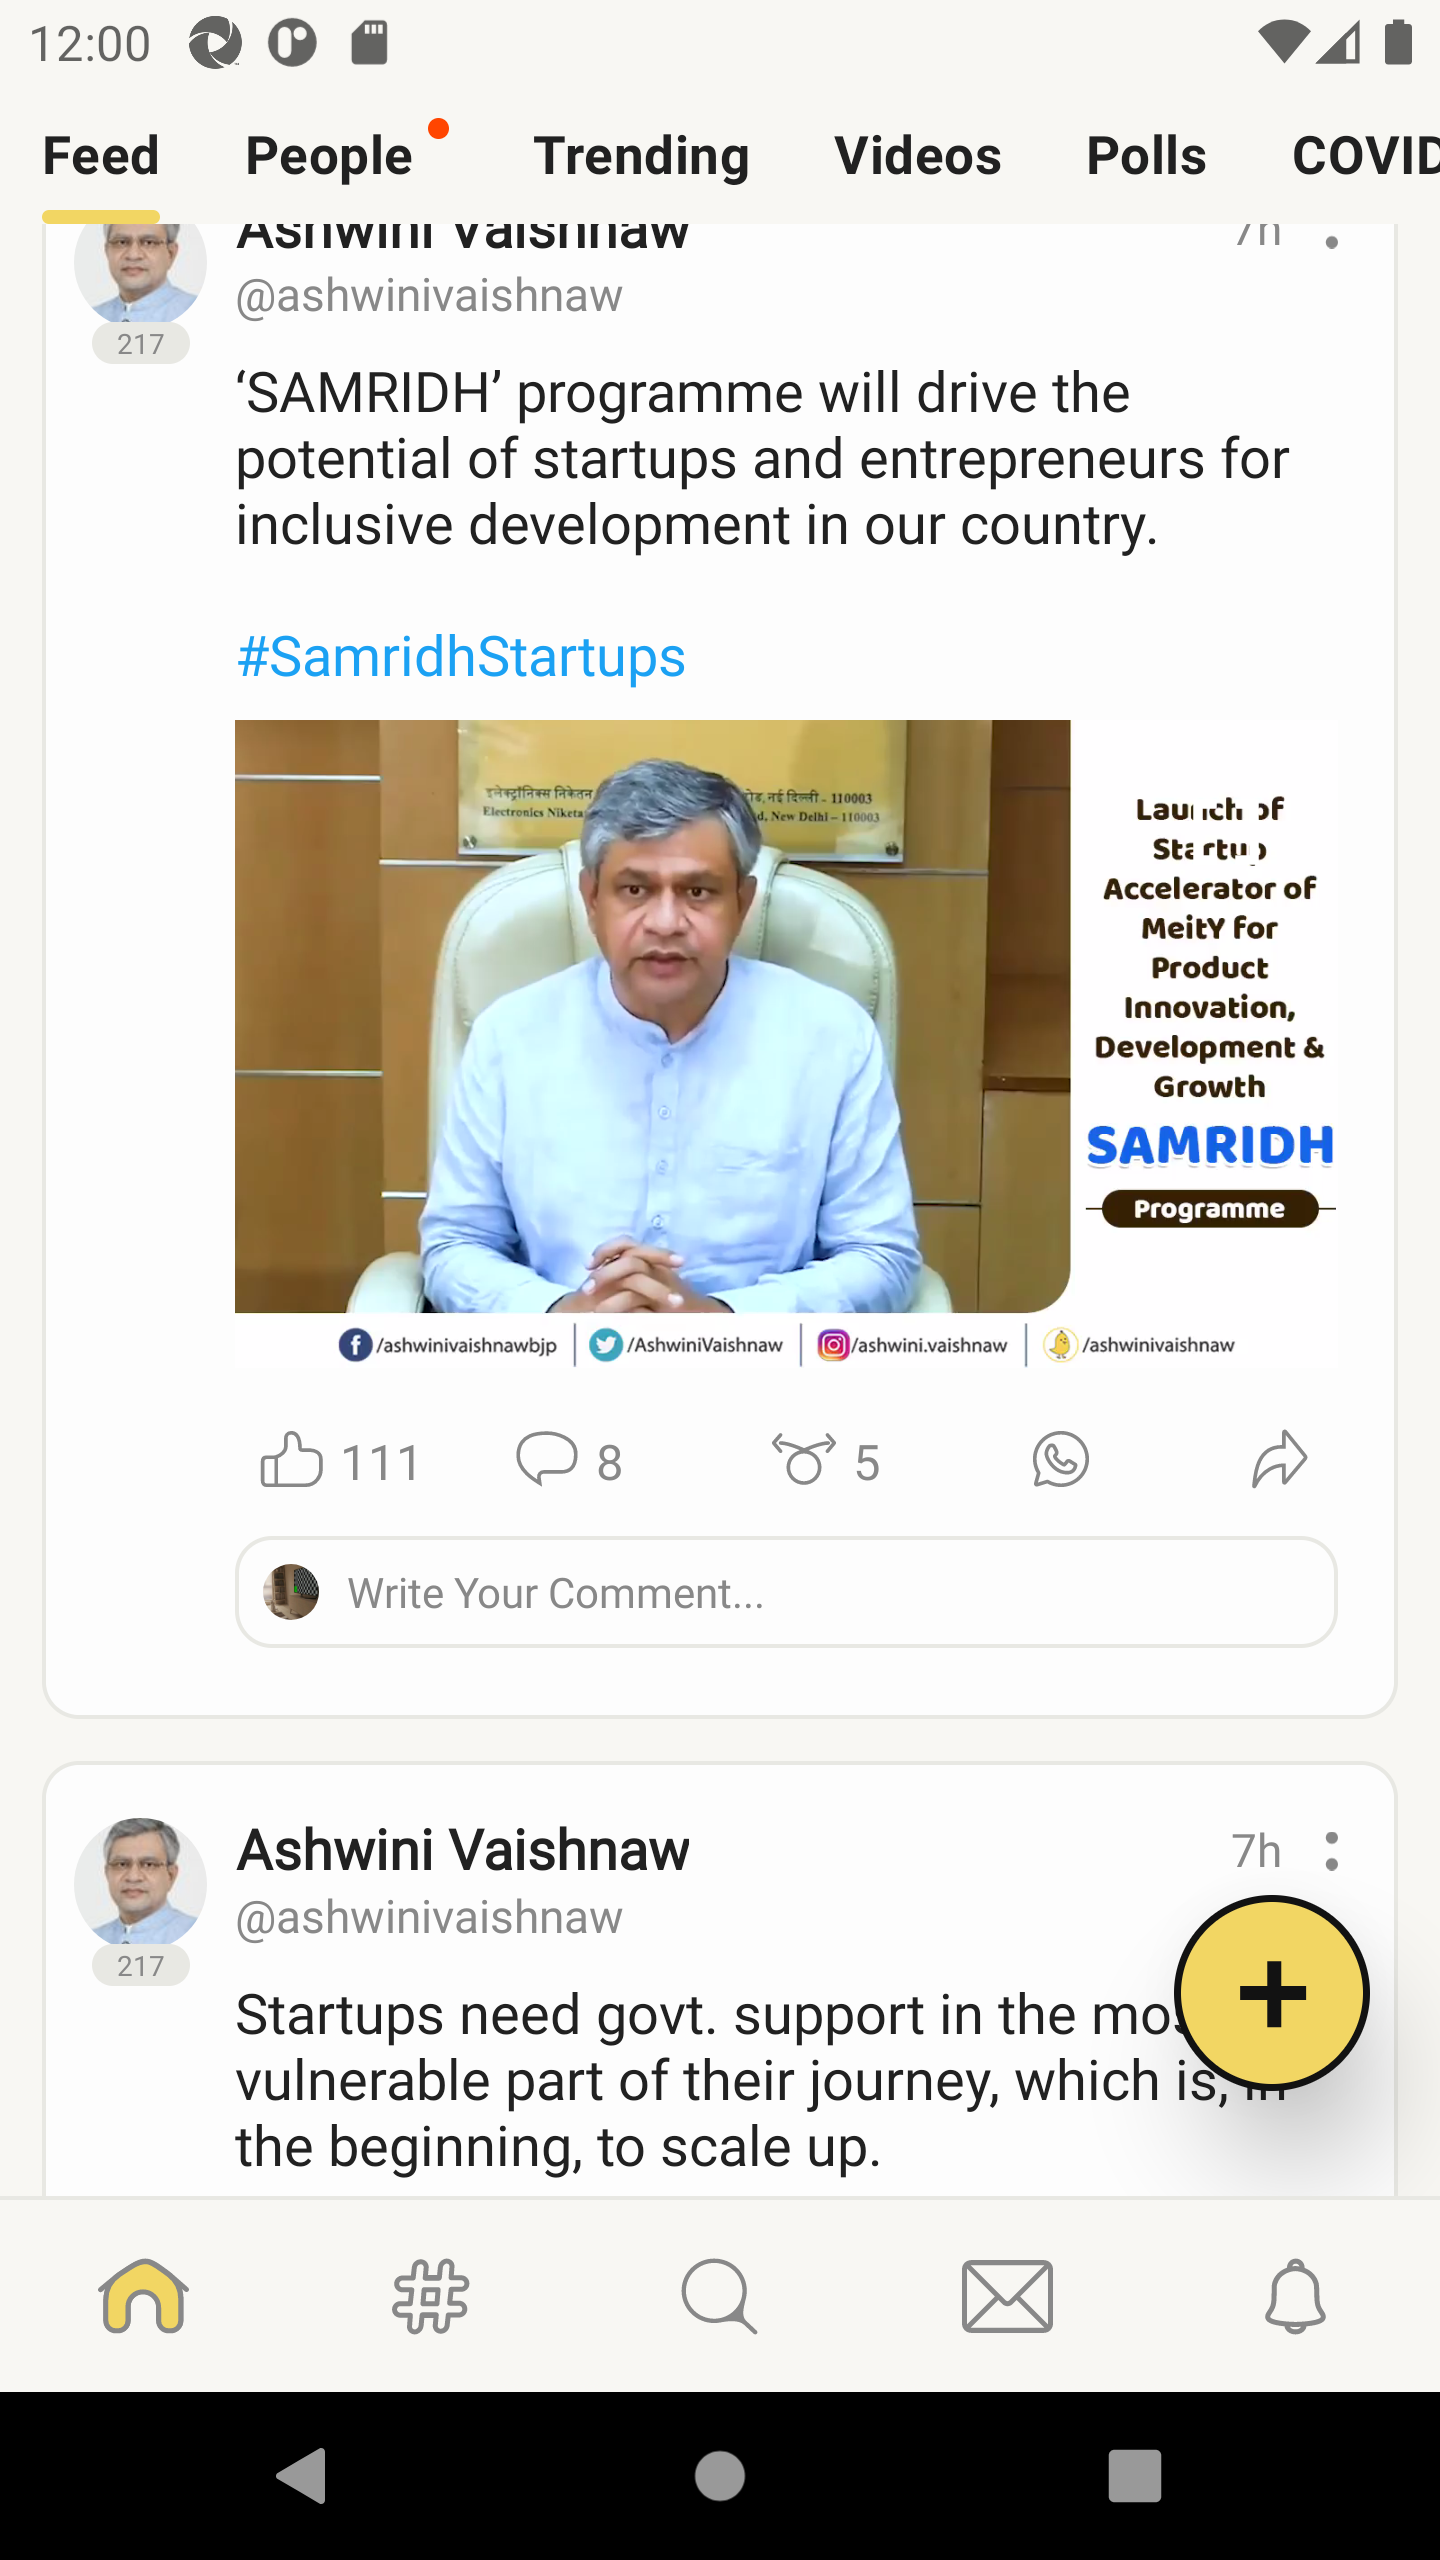 12:00
Feed People Trending Videos Polls COVID
Ashwini Vaishnaw 7h
@ashwinivaishnaw
217
‘SAMRIDH’ programme will drive the
potential of startups and entrepreneurs for
inclusive development in our country.
#SamridhStartups
इलेक्ट्रॉनिक्स निकेतन रोड, नई दिल्ली - 110003
Electronics Niketa d, New Delhi – 110003
Launch of
Startup
Accelerator of
MeitY for
Product
Innovation,
Development &
Growth
SAMRIDH
Programme
/ashwinivaishnawbjp /AshwiniVaishnaw /ashwini.vaishnaw /ashwinivaishnaw
111 8 5
Write Your Comment...
Ashwini Vaishnaw 7h
@ashwinivaishnaw
217
Startups need govt. support in the mos
vulnerable part of their journey, which is, in
the beginning, to scale up.